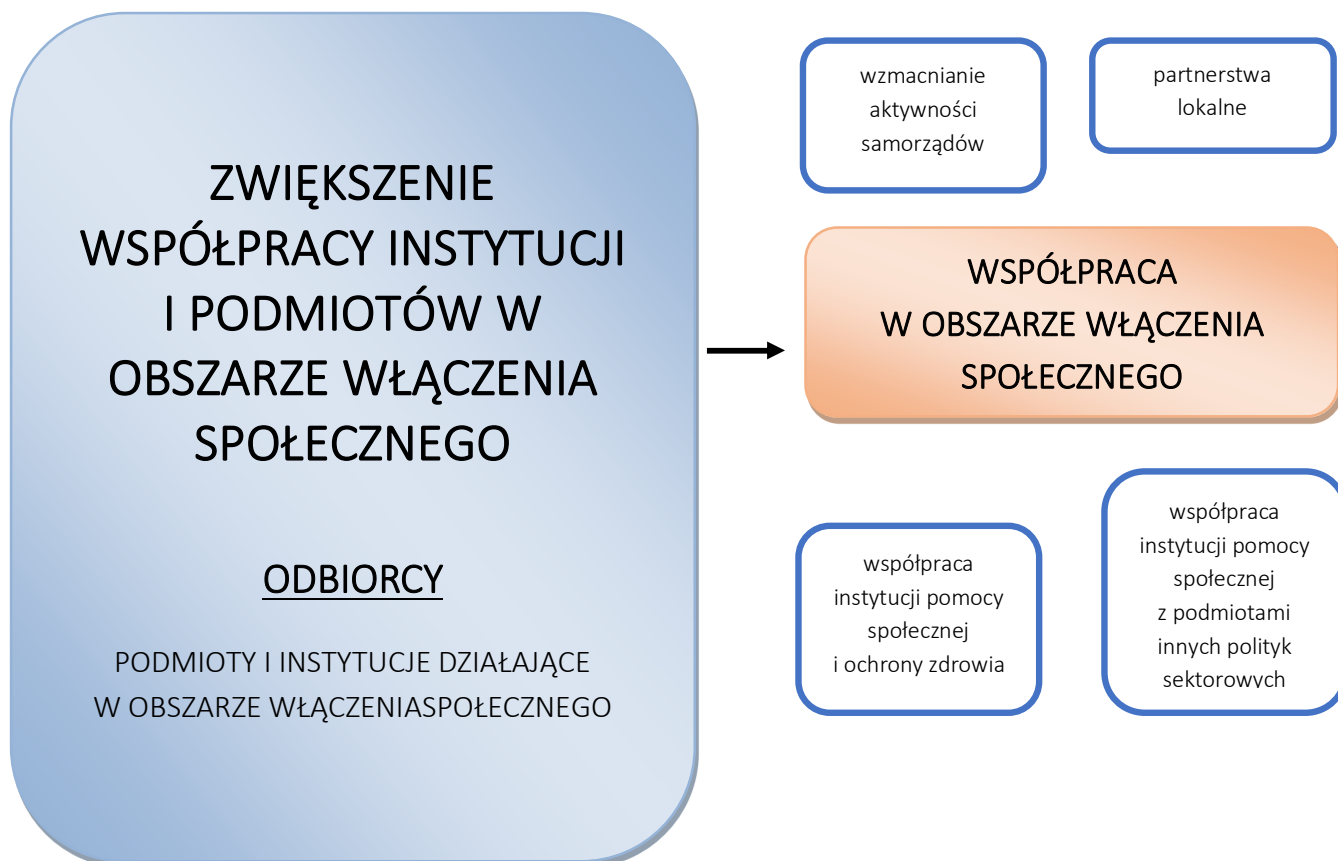 ZWIĘKSZENIE
WSPÓŁPRACY INSTYTUCJI
I PODMIOTÓW W
OBSZARZE WŁĄCZENIA
SPOŁECZNEGO
ODBIORCY
PODMIOTY I INSTYTUCJE DZIAŁAJĄCE
W OBSZARZE WŁĄCZENIASPOŁECZNEGO
wzmacnianie
aktywności
samorządów
partnerstwa
lokalne
WSPÓŁPRACA
W OBSZARZE WŁĄCZENIA
SPOŁECZNEGO
współpraca
instytucji pomocy
społecznej
i ochrony zdrowia
współpraca
instytucji pomocy
społecznej
z podmiotami
innych polityk
sektorowych